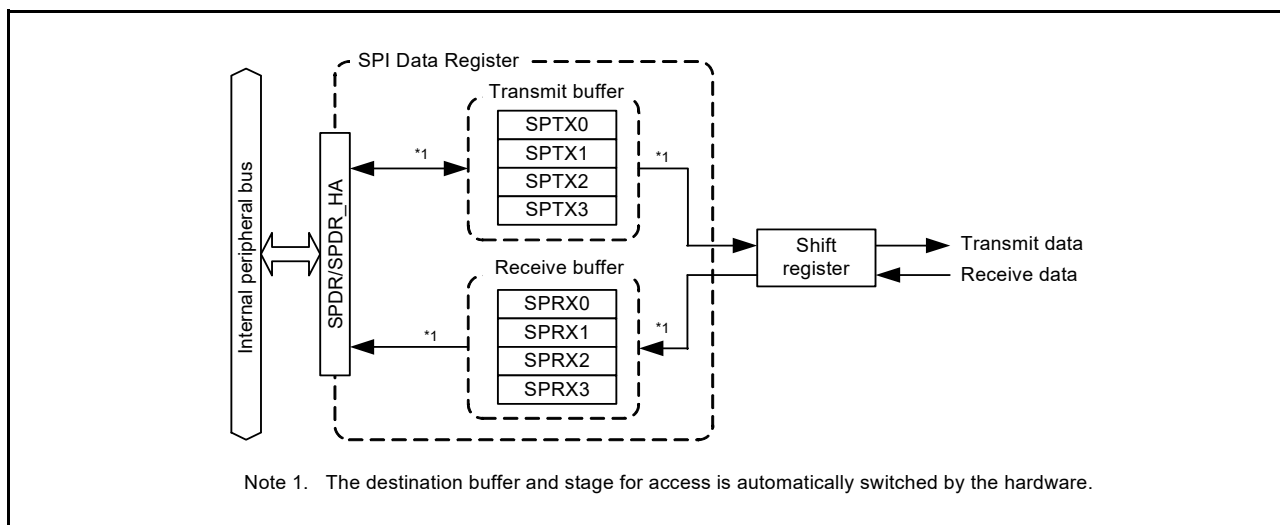 SPI Data Register
Transmit buffer
SPTX0
SPTX1
SPTX2
SPTX3
*1
*1
Internal peripheral bus
SPDR/SPDR_HA
Shift
register
Transmit data
Receive data
Receive buffer
SPRX0
SPRX1
SPRX2
SPRX3
*1
*1
Note 1. The destination buffer and stage for access is automatically switched by the hardware.